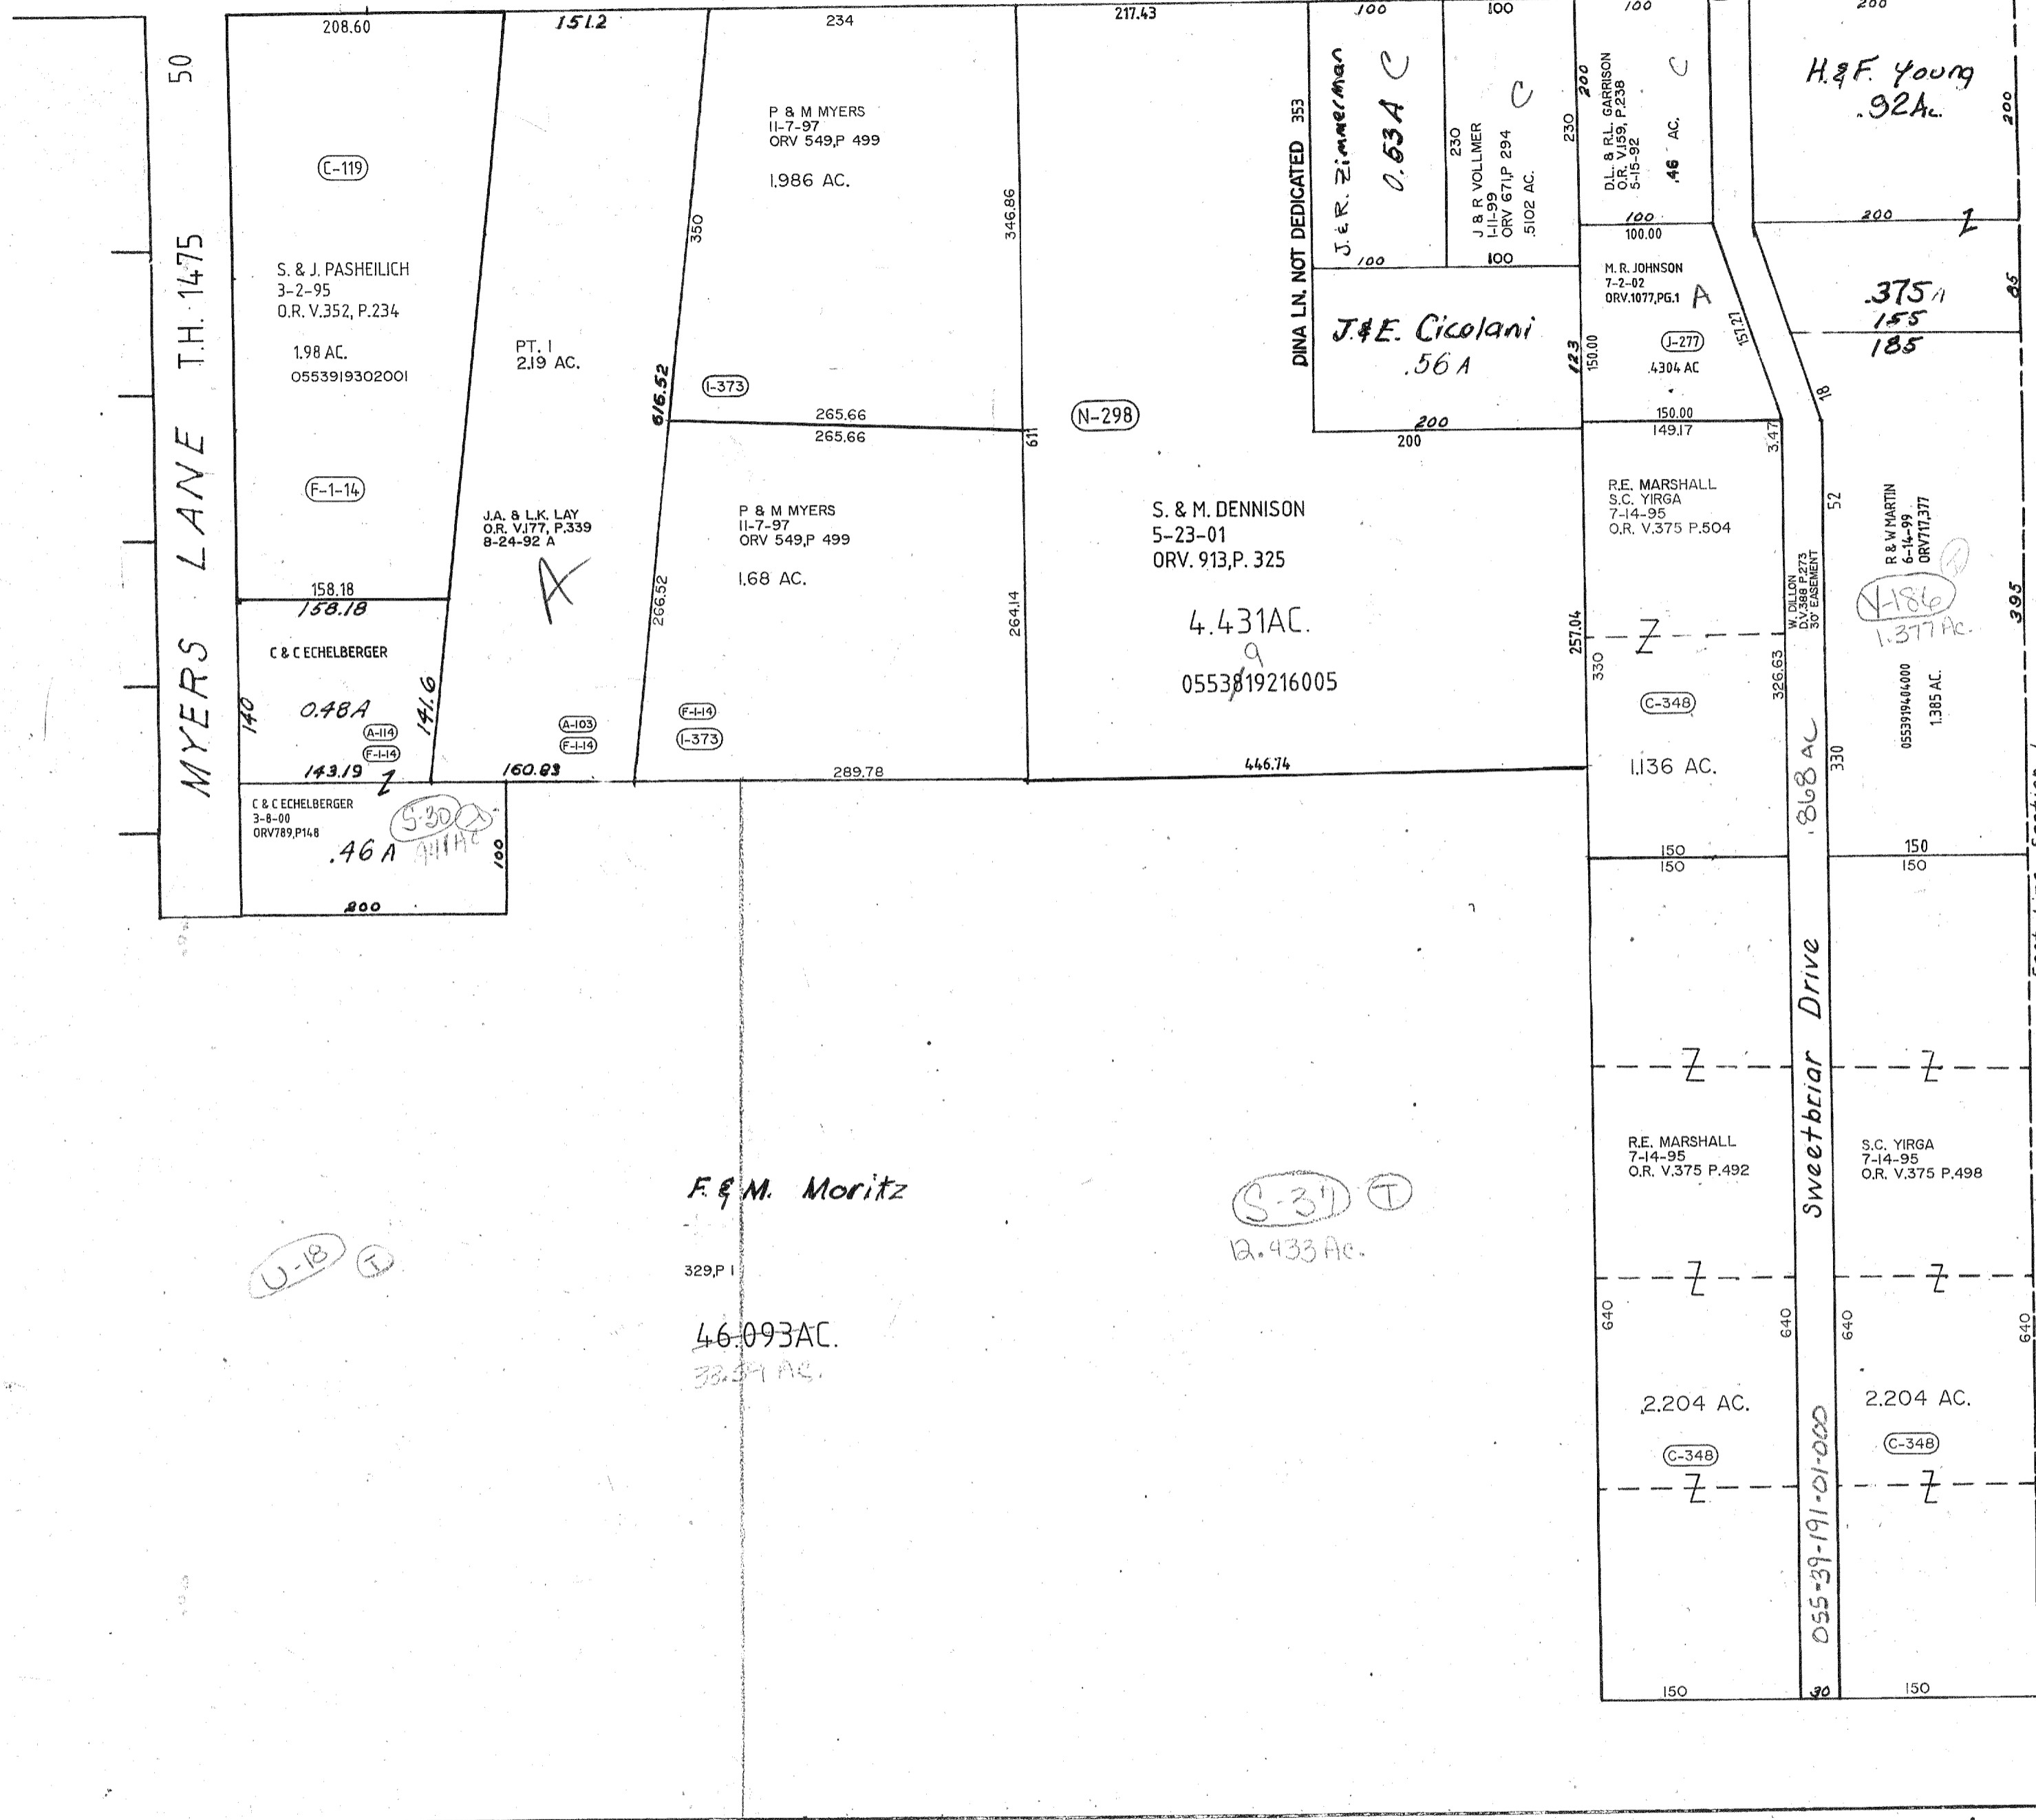 208.60
151.2
234
217.43
100
100
100
200
MYERS LANE T.H. 1475 50
C-119
S. & J. PASHEILICH
3-2-95
O.R. V.352, P.234
1.98 AC.
0553919302001
F-1-14
158.18
158.18
C & C ECHELBERGER
0.48A
140
141.6
A-114
F-1-14
143.19
Z
C & C ECHELBERGER
3-8-00
ORV789,P148
.46 A
S-30
100
200
PT. 1
2.19 AC.
616.52
J.A. & L.K. LAY
O.R. V.177, P.339
8-24-92 A
A
A-103
F-1-14
160.83
P & M MYERS
11-7-97
ORV 549,P 499
1.986 AC.
350
346.86
I-373
265.66
265.66
611
P & M MYERS
11-7-97
ORV 549,P 499
1.68 AC.
266.52
264.14
F-1-14
I-373
289.78
N-298
S. & M. DENNISON
5-23-01
ORV. 913,P. 325
4.431AC.
9
0553819216005
446.74
257.04
DINA LN. NOT DEDICATED 353
J. & R. Zimmerman
0.53A C
100
230
J & R VOLLMER
1-11-99
ORV 671,P 294
.5102 AC.
C
230
100
J.&E. Cicolani
.56 A
123
200
200
200
D.L. & R.L. GARRISON
O.R. V.159, P.238
5-15-92
.46 AC.
C
100
100.00
M. R. JOHNSON
7-2-02
ORV.1077,PG.1
A
J-277
.4304 AC
150.00
157.27
150.00
149.17
3.47
R.E. MARSHALL
S.C. YIRGA
7-14-95
O.R. V.375 P.504
Z
330
326.63
C-348
1.136 AC.
150
150
H.&F. Young
.92Ac.
200
200
Z
.375A
155
185
85
18
52
W. DILLON
D.V.388 P.273
30' EASEMENT
R & W MARTIN
6-14-99
ORV717,377
V-186
1.377 Ac.
395
055391940400­0
1.385 AC.
.868 AC
330
150
150
Sweetbriar Drive
Z
Z
R.E. MARSHALL
7-14-95
O.R. V.375 P.492
S.C. YIRGA
7-14-95
O.R. V.375 P.498
Z
Z
640
640
640
640
2.204 AC.
2.204 AC.
C-348
C-348
Z
Z
055-39-191-01-000
150
30
150
F. & M. Moritz
329,P 1
46.093AC.
U-18 I
S-37 I
12.433 Ac.